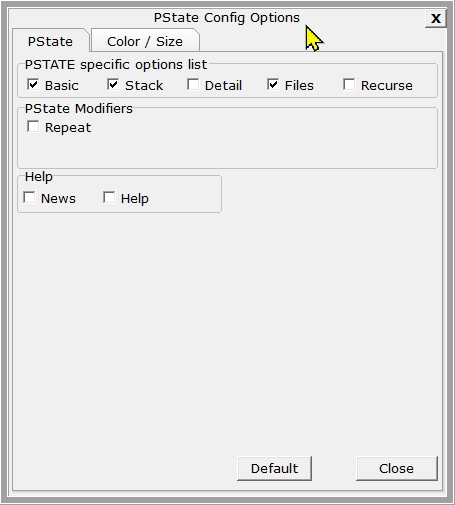 PState Config Options X
PState Color / Size
PSTATE specific options list
Basic Stack Detail Files Recurse
PState Modifiers
Repeat
Help
News Help
Default Close